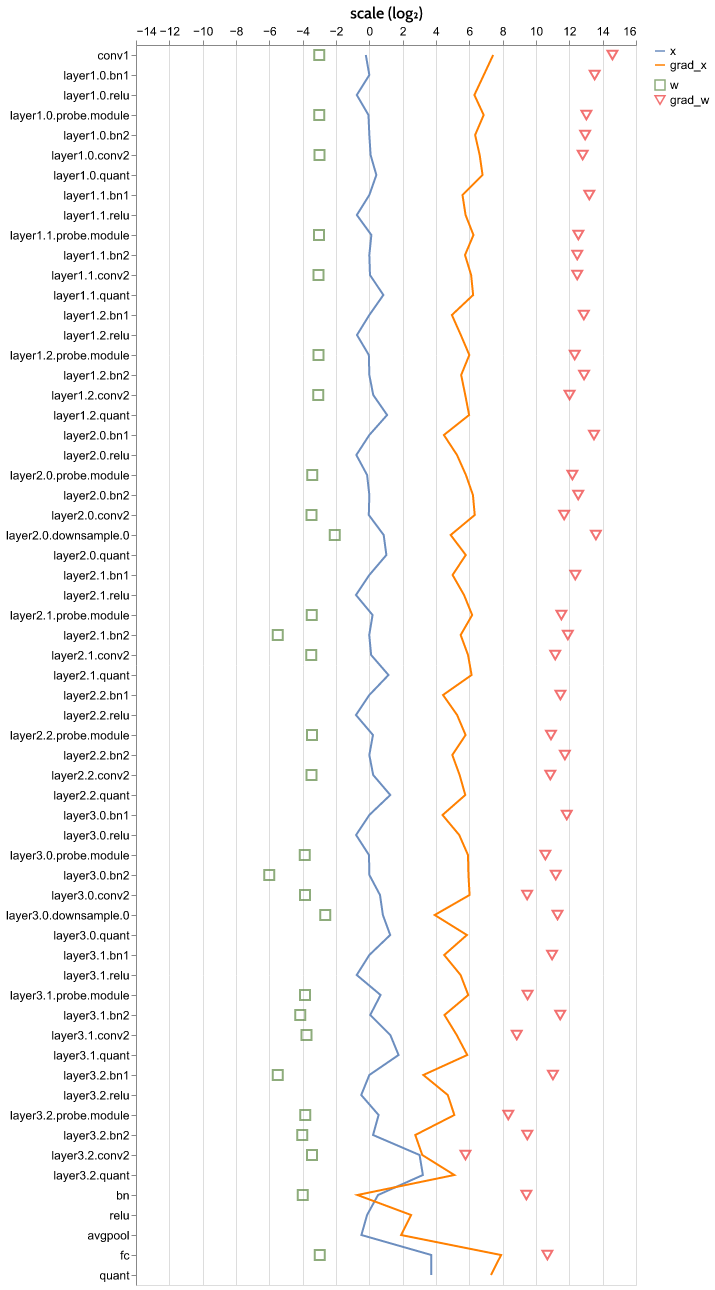 scale (log₂)
−14 −12 −10 −8 −6 −4 −2 0 2 4 6 8 10 12 14 16
x
grad_x
w
grad_w
conv1
layer1.0.bn1
layer1.0.relu
layer1.0.probe.module
layer1.0.bn2
layer1.0.conv2
layer1.0.quant
layer1.1.bn1
layer1.1.relu
layer1.1.probe.module
layer1.1.bn2
layer1.1.conv2
layer1.1.quant
layer1.2.bn1
layer1.2.relu
layer1.2.probe.module
layer1.2.bn2
layer1.2.conv2
layer1.2.quant
layer2.0.bn1
layer2.0.relu
layer2.0.probe.module
layer2.0.bn2
layer2.0.conv2
layer2.0.downsample.0
layer2.0.quant
layer2.1.bn1
layer2.1.relu
layer2.1.probe.module
layer2.1.bn2
layer2.1.conv2
layer2.1.quant
layer2.2.bn1
layer2.2.relu
layer2.2.probe.module
layer2.2.bn2
layer2.2.conv2
layer2.2.quant
layer3.0.bn1
layer3.0.relu
layer3.0.probe.module
layer3.0.bn2
layer3.0.conv2
layer3.0.downsample.0
layer3.0.quant
layer3.1.bn1
layer3.1.relu
layer3.1.probe.module
layer3.1.bn2
layer3.1.conv2
layer3.1.quant
layer3.2.bn1
layer3.2.relu
layer3.2.probe.module
layer3.2.bn2
layer3.2.conv2
layer3.2.quant
bn
relu
avgpool
fc
quant